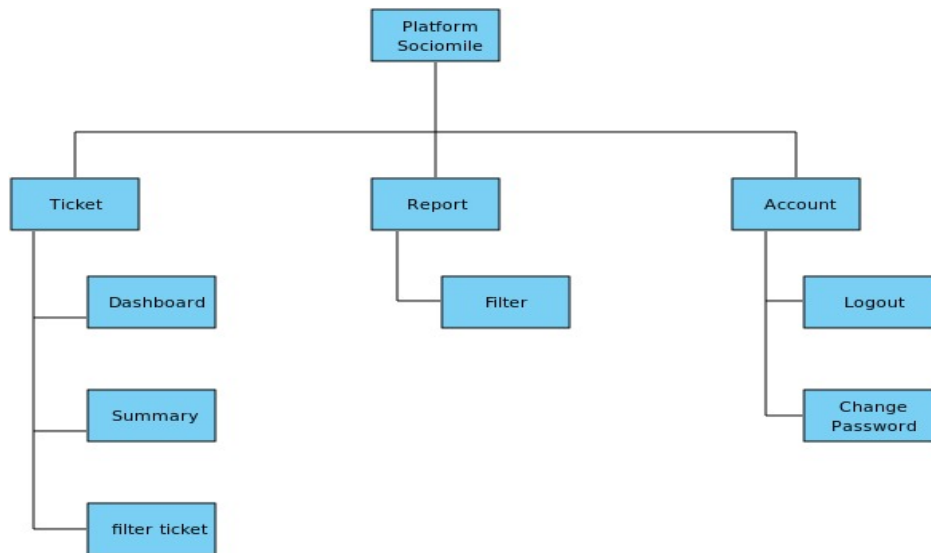 Platform
Sociomile
Ticket
Report
Account
Dashboard
Filter
Logout
Summary
Change
Password
filter ticket